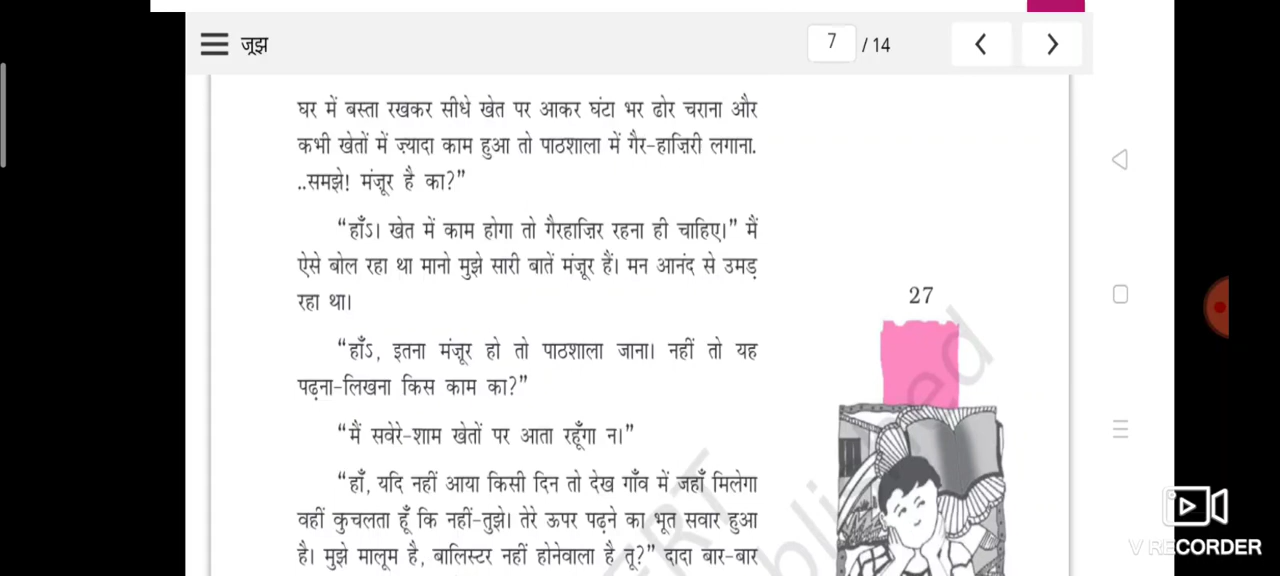 जूझ
7 / 14
घर में बस्ता रखकर सीधे खेत पर आकर घंटा भर ढोर चराना और
कभी खेतों में ज़्यादा काम हुआ तो पाठशाला में गैर-हाज़िरी लगाना.
..समझे! मंज़ूर है का?”
“हाँऽ। खेत में काम होगा तो गैरहाज़िर रहना ही चाहिए।” मैं
ऐसे बोल रहा था मानो मुझे सारी बातें मंज़ूर हैं। मन आनंद से उमड़
रहा था।
27
“हाँऽ, इतना मंज़ूर हो तो पाठशाला जाना। नहीं तो यह
पढ़ना-लिखना किस काम का?”
“मैं सवेरे-शाम खेतों पर आता रहूँगा न।”
“हाँ, यदि नहीं आया किसी दिन तो देख गाँव में जहाँ मिलेगा
वहीं कुचलता हूँ कि नहीं-तुझे। तेरे ऊपर पढ़ने का भूत सवार हुआ
है। मुझे मालूम है, बालिस्टर नहीं होनेवाला है तू?” दादा बार-बार
V RECORDER